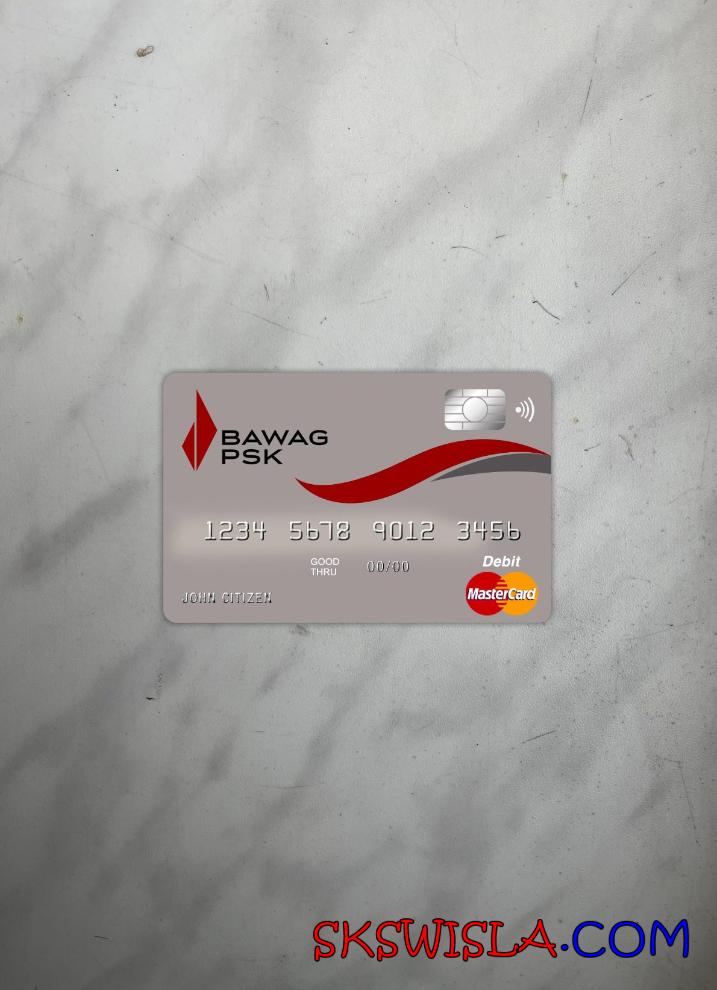 BAWAG
PSK
1234 5678 9012 3456
GOOD
THRU
00/00
Debit
MasterCard
JOHN CITIZEN
SKSWISLA.COM